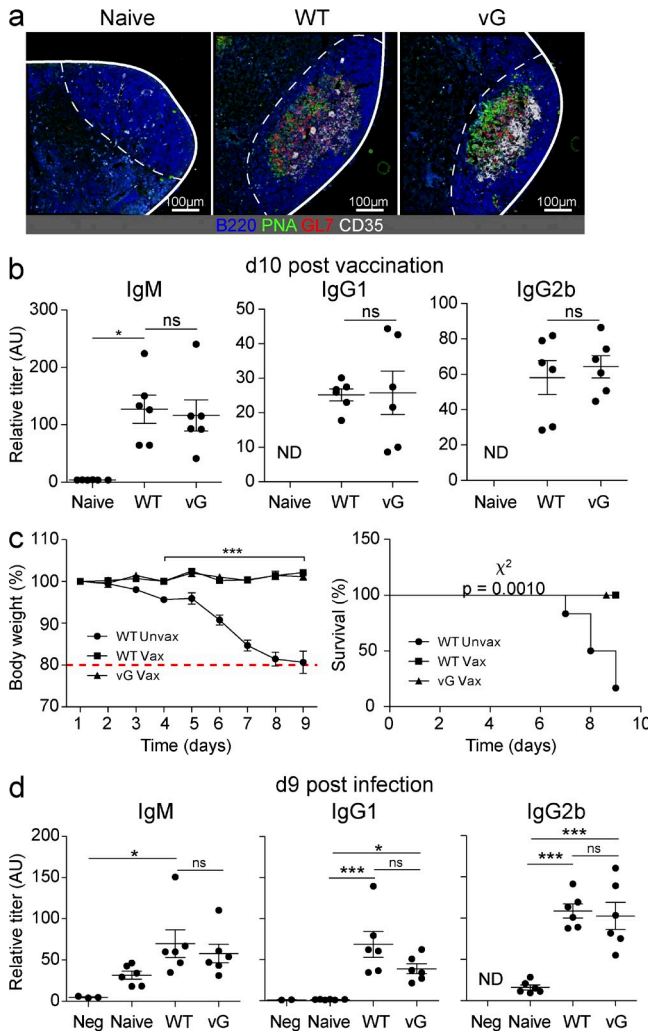 a
Naive WT vG
100µm 100µm 100µm
B220 PNA GL7 CD35
b
d10 post vaccination
IgM IgG1 IgG2b
Relative titer (AU)
300
200
100
0
* ns
Naive WT vG
50
40
30
20
10
0
ns
ND
Naive WT vG
80
60
40
20
0
ns
ND
Naive WT vG
c
Body weight (%)
110
100
90
80
70
***
WT Unvax
WT Vax
vG Vax
1 2 3 4 5 6 7 8 9
Time (days)
Survival (%)
150
100
50
0
χ²
p = 0.0010
WT Unvax
WT Vax
vG Vax
0 2 4 6 8 10
Time (days)
d
d9 post infection
IgM IgG1 IgG2b
Relative titer (AU)
200
150
100
50
0
* ns
Neg Naive WT vG
*
*** ns
Neg Naive WT vG
***
*** ns
ND
Neg Naive WT vG